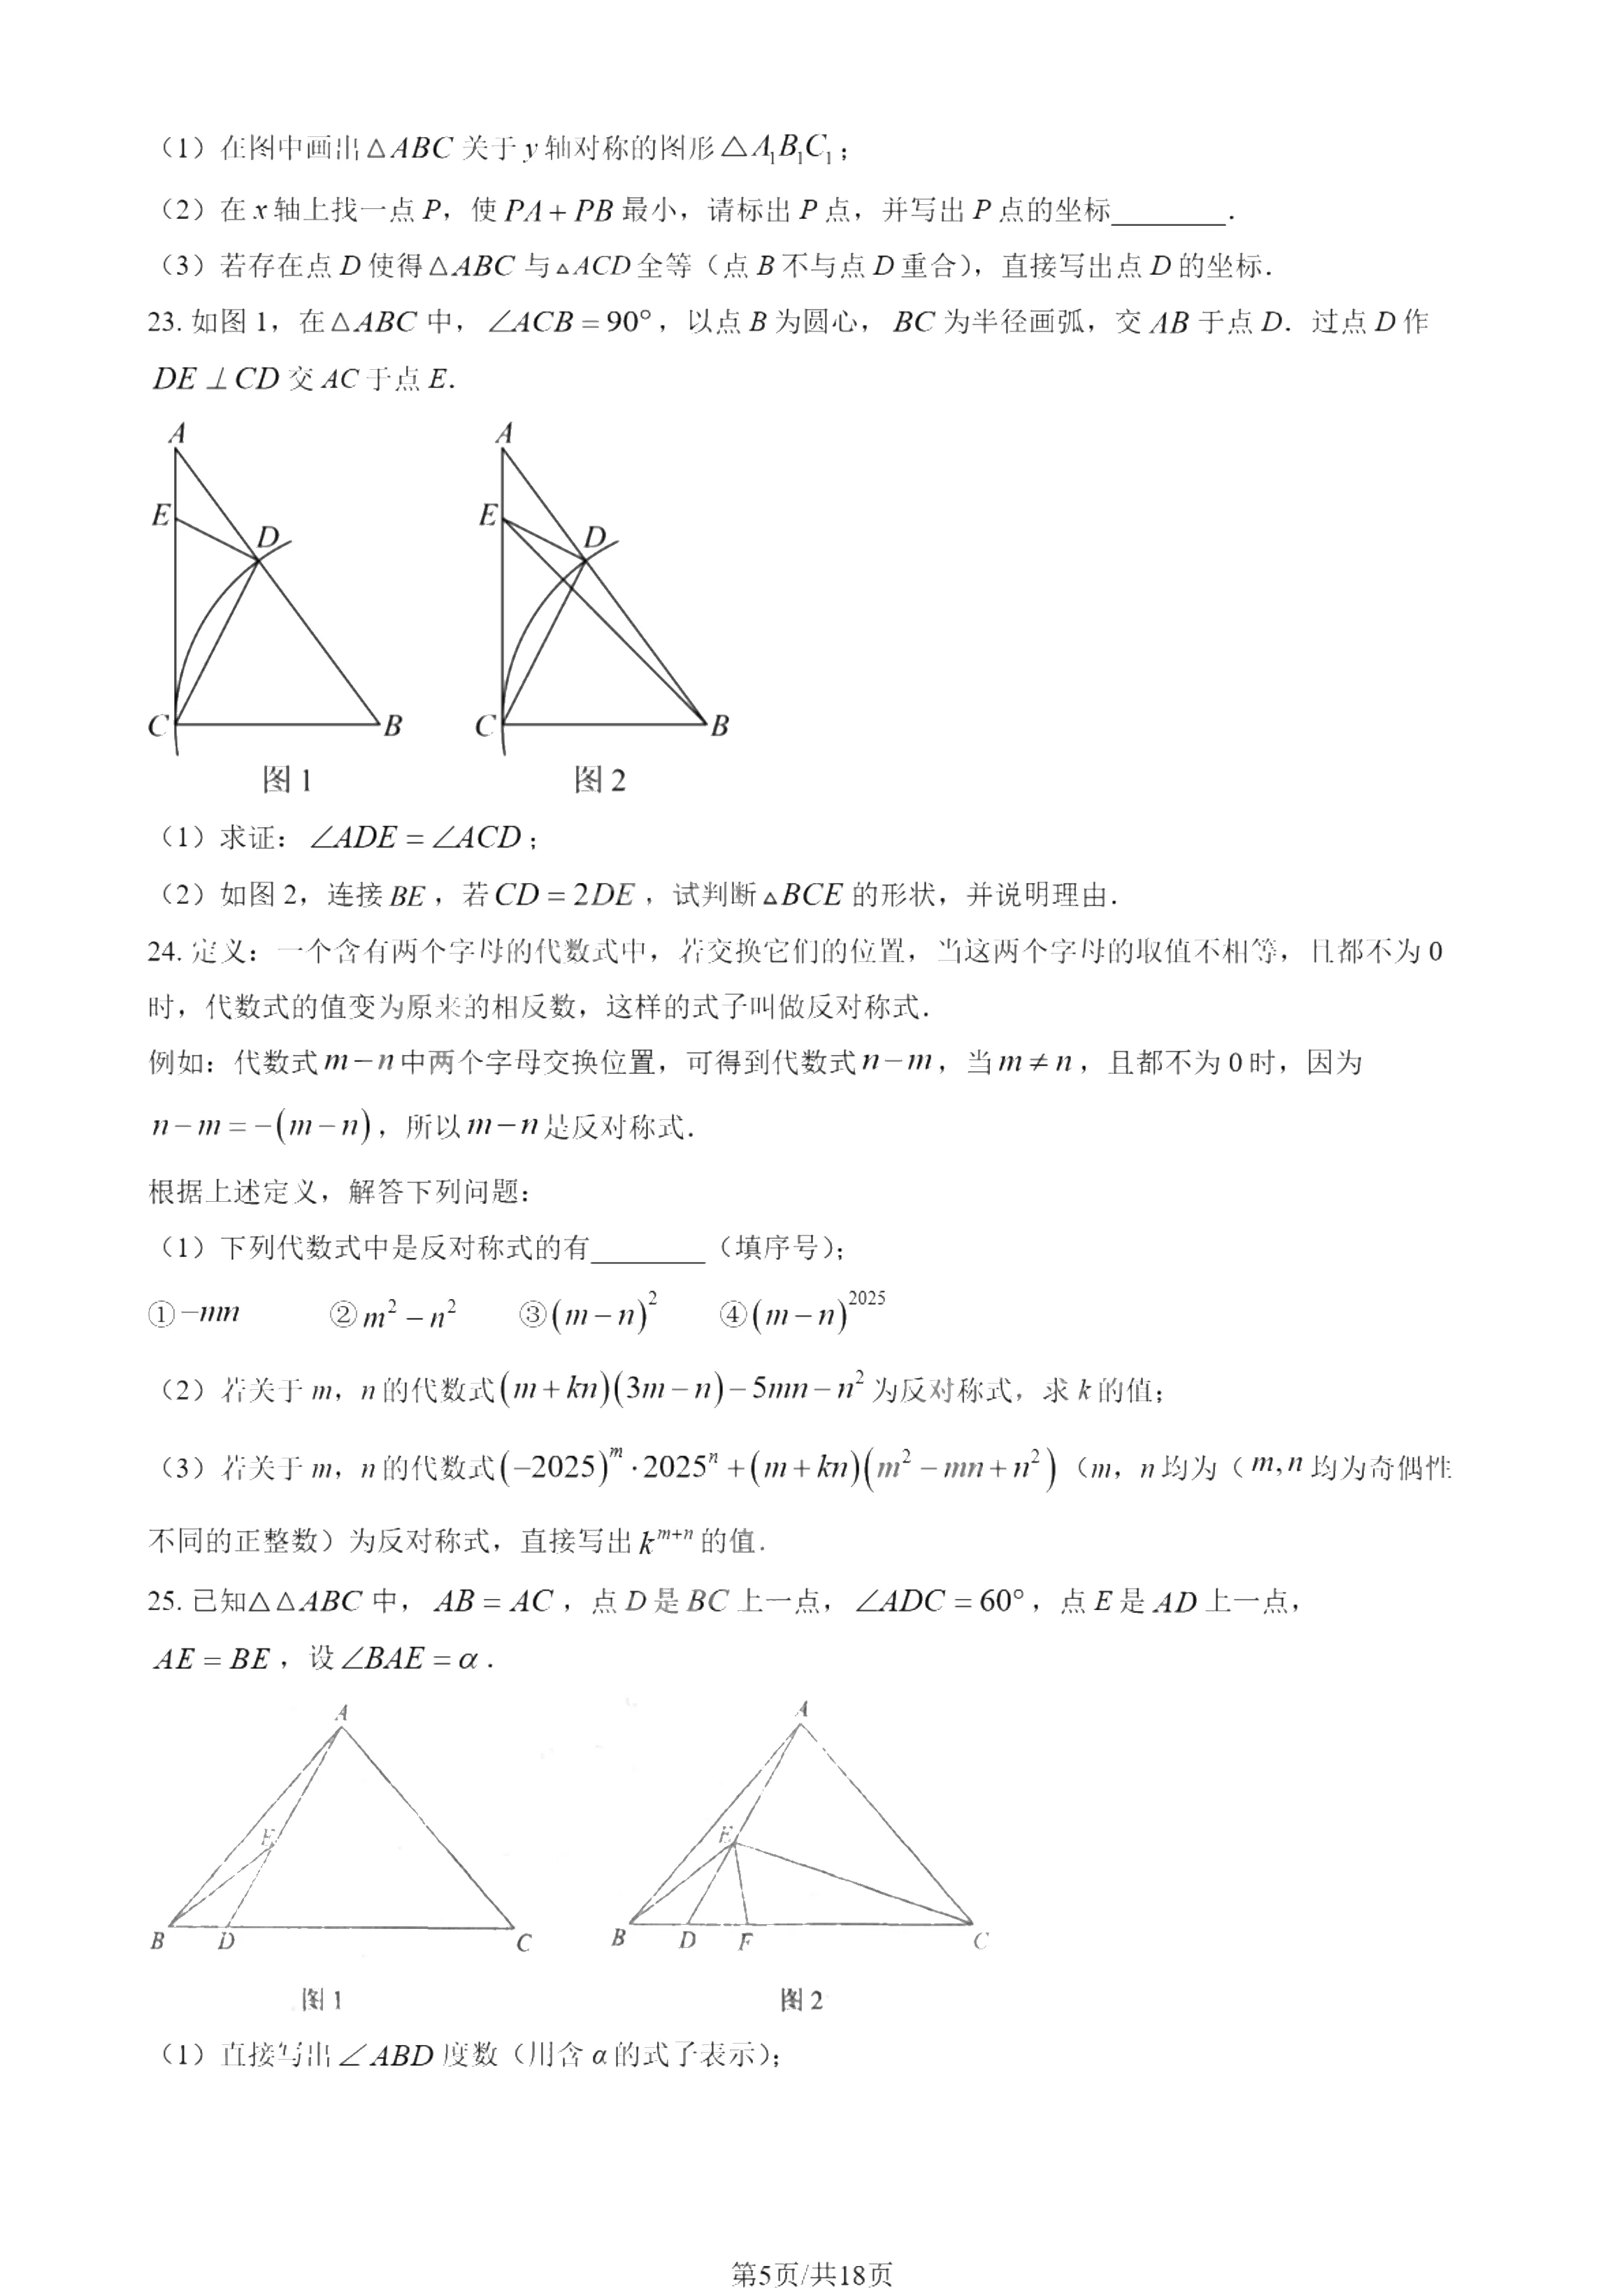 （1）在图中画出△ABC关于y轴对称的图形△A₁B₁C₁；
（2）在x轴上找一点P，使PA+PB最小，请标出P点，并写出P点的坐标________．
（3）若存在点D使得△ABC与△ACD全等（点B不与点D重合），直接写出点D的坐标．
23. 如图1，在△ABC中，∠ACB=90°，以点B为圆心，BC为半径画弧，交AB于点D．过点D作
DE⊥CD交AC于点E．
A
E
D
C
B
图1
A
E
D
C
B
图2
（1）求证：∠ADE=∠ACD；
（2）如图2，连接BE，若CD=2DE，试判断△BCE的形状，并说明理由．
24. 定义：一个含有两个字母的代数式中，若交换它们的位置，当这两个字母的取值不相等，且都不为0
时，代数式的值变为原来的相反数，这样的式子叫做反对称式．
例如：代数式m−n中两个字母交换位置，可得到代数式n−m，当m≠n，且都不为0时，因为
n−m=−(m−n)，所以m−n是反对称式．
根据上述定义，解答下列问题：
（1）下列代数式中是反对称式的有________（填序号）；
①−nm ②m²−n² ③(m−n)² ④(m−n)²⁰²⁵
（2）若关于m，n的代数式(m+kn)(3m−n)−5mn−n²为反对称式，求k的值；
（3）若关于m，n的代数式(−2025)ᵐ·2025ⁿ+(m+kn)(m²−mn+n²)（m，n均为（m,n均为奇偶性
不同的正整数）为反对称式，直接写出kᵐ⁺ⁿ的值．
25. 已知△△ABC中，AB=AC，点D是BC上一点，∠ADC=60°，点E是AD上一点，
AE=BE，设∠BAE=α．
A
E
B
D
C
图1
A
E
B
D
F
C
图2
（1）直接写出∠ABD度数（用含α的式子表示）；
第5页/共18页